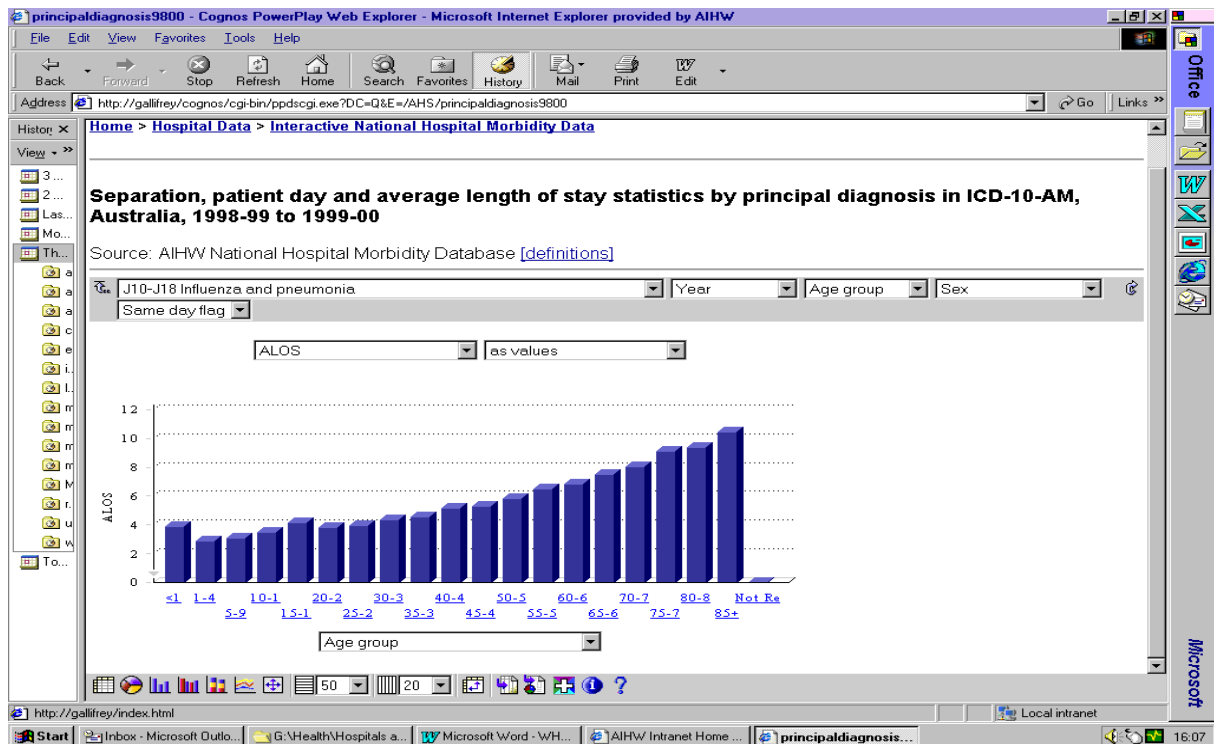 principaldiagnosis9800 - Cognos PowerPlay Web Explorer - Microsoft Internet Explorer provided by AIHW
File Edit View Favorites Tools Help
Back Forward Stop Refresh Home Search Favorites History Mail Print Edit
Address http://gallifrey/cognos/cgi-bin/ppdscgi.exe?DC=Q&E=/AHS/principaldiagnosis9800 Go Links »
Home > Hospital Data > Interactive National Hospital Morbidity Data
Separation, patient day and average length of stay statistics by principal diagnosis in ICD-10-AM,
Australia, 1998-99 to 1999-00
Source: AIHW National Hospital Morbidity Database [definitions]
J10-J18 Influenza and pneumonia Year Age group Sex
Same day flag
ALOS as values
12
10
8
6
4
2
0
ALOS
<1 1-4 10-1 20-2 30-3 40-4 50-5 60-6 70-7 80-8 Not Re
5-9 15-1 25-2 35-3 45-4 55-5 65-6 75-7 85+
Age group
50 20
View »
3 ...
2 ...
Las...
Mo...
Th...
a
a
a
c
e
i..
l..
m
m
m
m
M
r.
u
w
To...
http://gallifrey/index.html Local intranet
Start Inbox - Microsoft Outlo... G:\Health\Hospitals a... Microsoft Word - WH... AIHW Intranet Home ... principaldiagnosis... 16:07
Office
Microsoft